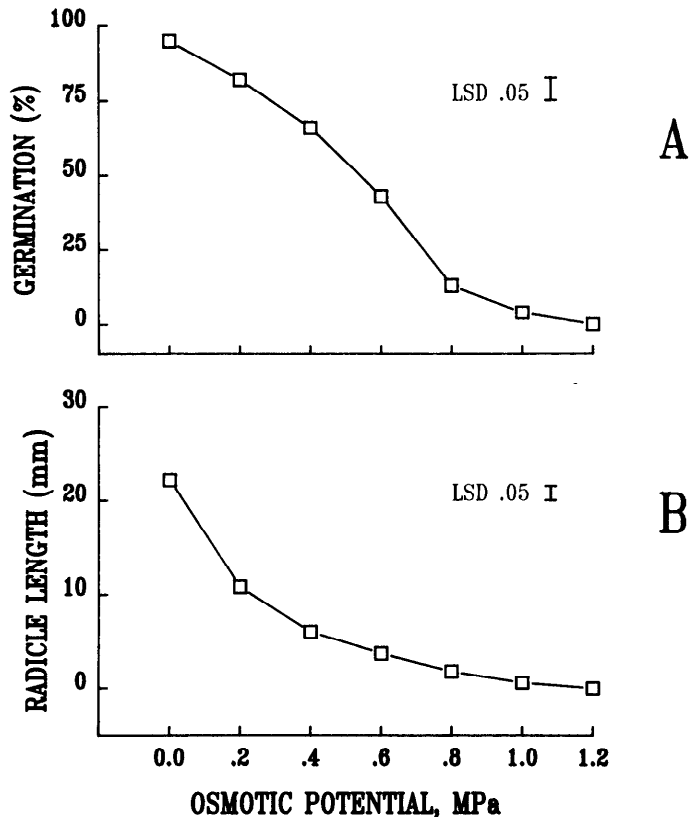 100
75
50
25
0
GERMINATION (%)
LSD .05
A
30
20
10
0
RADICLE LENGTH (mm)
LSD .05
B
0.0 .2 .4 .6 .8 1.0 1.2
OSMOTIC POTENTIAL, MPa